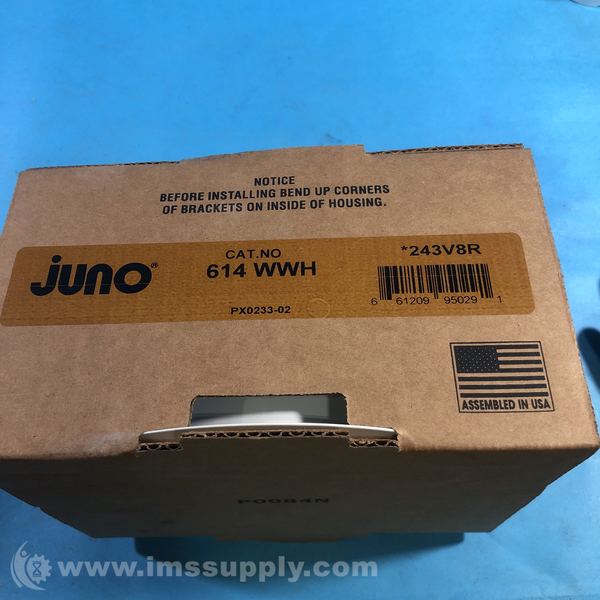 NOTICE
BEFORE INSTALLING BEND UP CORNERS
OF BRACKETS ON INSIDE OF HOUSING.
juno®
CAT.NO
614 WWH
PX0233-02
*243V8R
6 61209 95029 1
ASSEMBLED IN USA
P0084N
www.imssupply.com